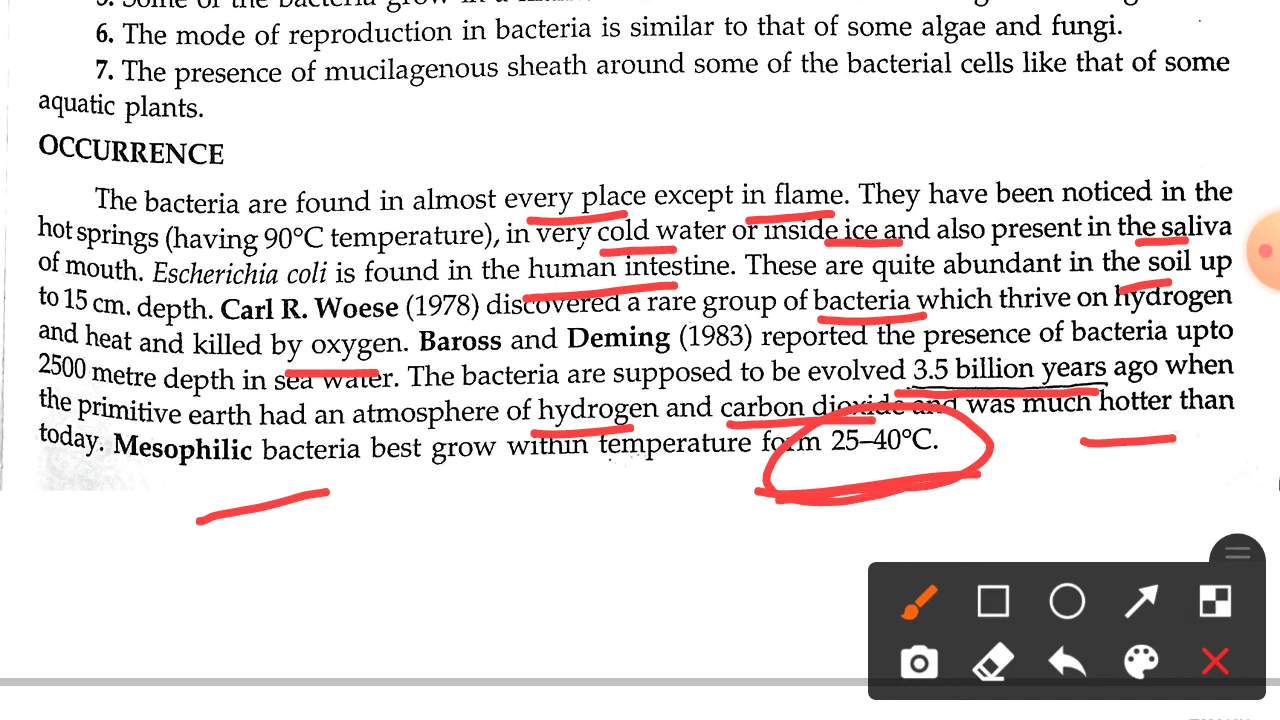 6. The mode of reproduction in bacteria is similar to that of some algae and fungi.
7. The presence of mucilagenous sheath around some of the bacterial cells like that of some
aquatic plants.
OCCURRENCE
The bacteria are found in almost every place except in flame. They have been noticed in the
hot springs (having 90°C temperature), in very cold water or inside ice and also present in the saliva
of mouth. Escherichia coli is found in the human intestine. These are quite abundant in the soil up
to 15 cm. depth. Carl R. Woese (1978) discovered a rare group of bacteria which thrive on hydrogen
and heat and killed by oxygen. Baross and Deming (1983) reported the presence of bacteria upto
2500 metre depth in sea water. The bacteria are supposed to be evolved 3.5 billion years ago when
the primitive earth had an atmosphere of hydrogen and carbon dioxide and was much hotter than
today. Mesophilic bacteria best grow within temperature form 25–40°C.